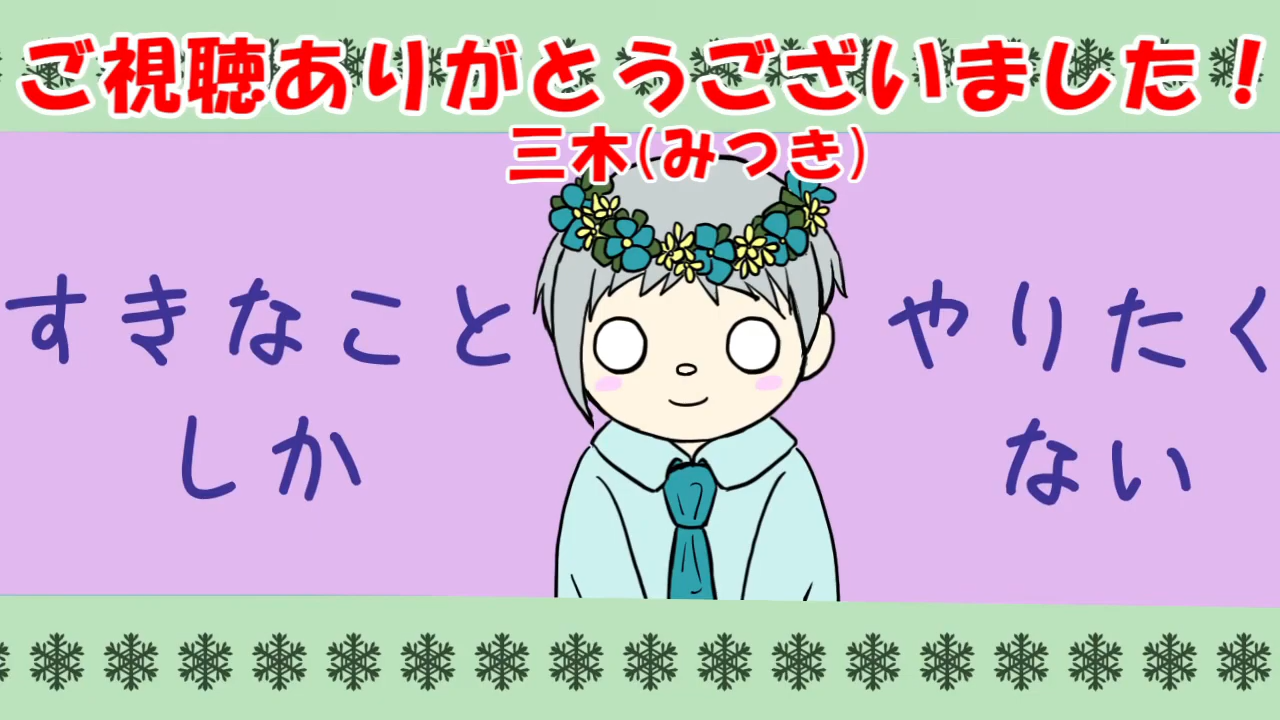 ご視聴ありがとうございました！
三木(みつき)
すきなこと
しか
やりたく
ない